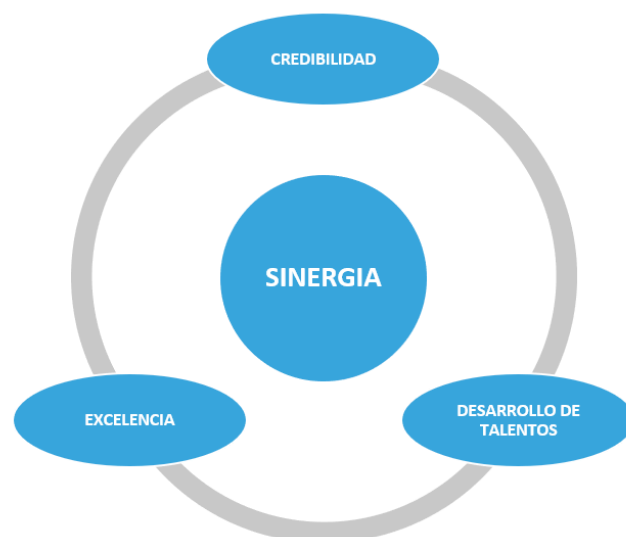 CREDIBILIDAD
SINERGIA
EXCELENCIA
DESARROLLO DE
TALENTOS